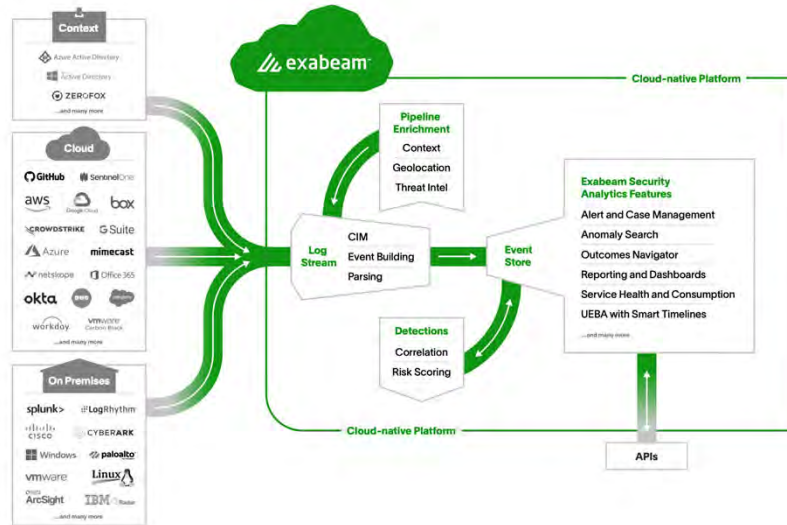 Context
Azure Active Directory
Active Directory
ZEROFOX
...and many more
Cloud
GitHub
SentinelOne
aws
Google Cloud
box
CROWDSTRIKE
G Suite
Azure
mimecast
netskope
Office 365
okta
aws
salesforce
workday
vmware
Carbon Black
...and many more
On Premises
splunk>
LogRhythm
CISCO
CYBERARK
Windows
paloalto
vmware
Linux
ArcSight
IBM QRadar
...and many more
exabeam
Cloud-native Platform
Pipeline
Enrichment
Context
Geolocation
Threat Intel
Log
Stream
CIM
Event Building
Parsing
Event
Store
Detections
Correlation
Risk Scoring
Exabeam Security
Analytics Features
Alert and Case Management
Anomaly Search
Outcomes Navigator
Reporting and Dashboards
Service Health and Consumption
UEBA with Smart Timelines
...and many more
Cloud-native Platform
APIs